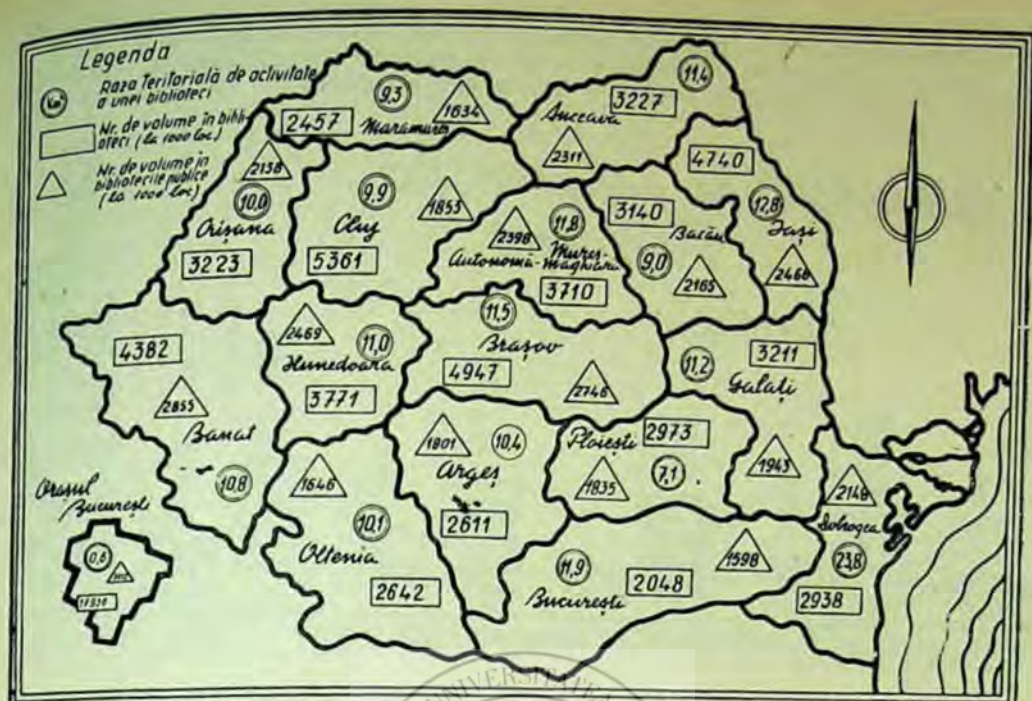 Legenda
Km²
Raza Teritorială de activitate
a unei biblioteci
Nr. de volume în bibli-
oteci (la 1000 loc)
Nr. de volume în
bibliotecile publice
(la 1000 loc)
9,3
2457
Maramureș
1634
11,4
3227
Suceava
2311
4740
12,8
Iași
2468
2138
10,0
Crișana
3223
9,9
1853
Cluj
5361
2398
11,8
Autonomă-
Mureș-
maghiară
3710
3140
Bacău
9,0
2165
4382
2855
Banat
10,8
2469
11,0
Hunedoara
3771
11,5
Brașov
4947
2746
11,2
3211
Galați
1943
1801
10,4
Argeș
2611
Ploiești
2973
1835
7,1
2148
Dobrogea
23,8
2938
1646
10,1
Oltenia
2642
11,9
București
2048
1598
Orașul
București
0,6
UNIVERSITATEA